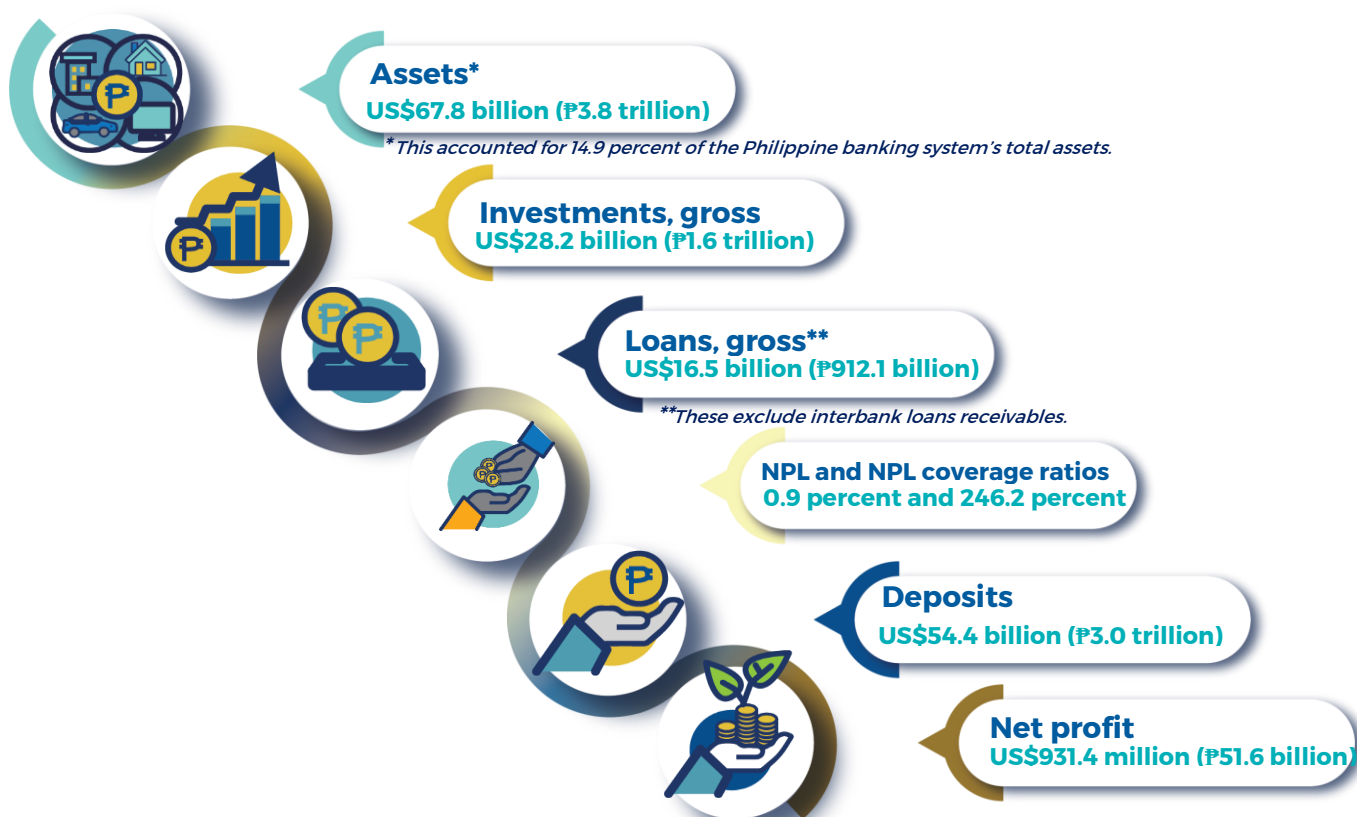 Assets*
US$67.8 billion (₱3.8 trillion)
*This accounted for 14.9 percent of the Philippine banking system's total assets.
Investments, gross
US$28.2 billion (₱1.6 trillion)
Loans, gross**
US$16.5 billion (₱912.1 billion)
**These exclude interbank loans receivables.
NPL and NPL coverage ratios
0.9 percent and 246.2 percent
Deposits
US$54.4 billion (₱3.0 trillion)
Net profit
US$931.4 million (₱51.6 billion)